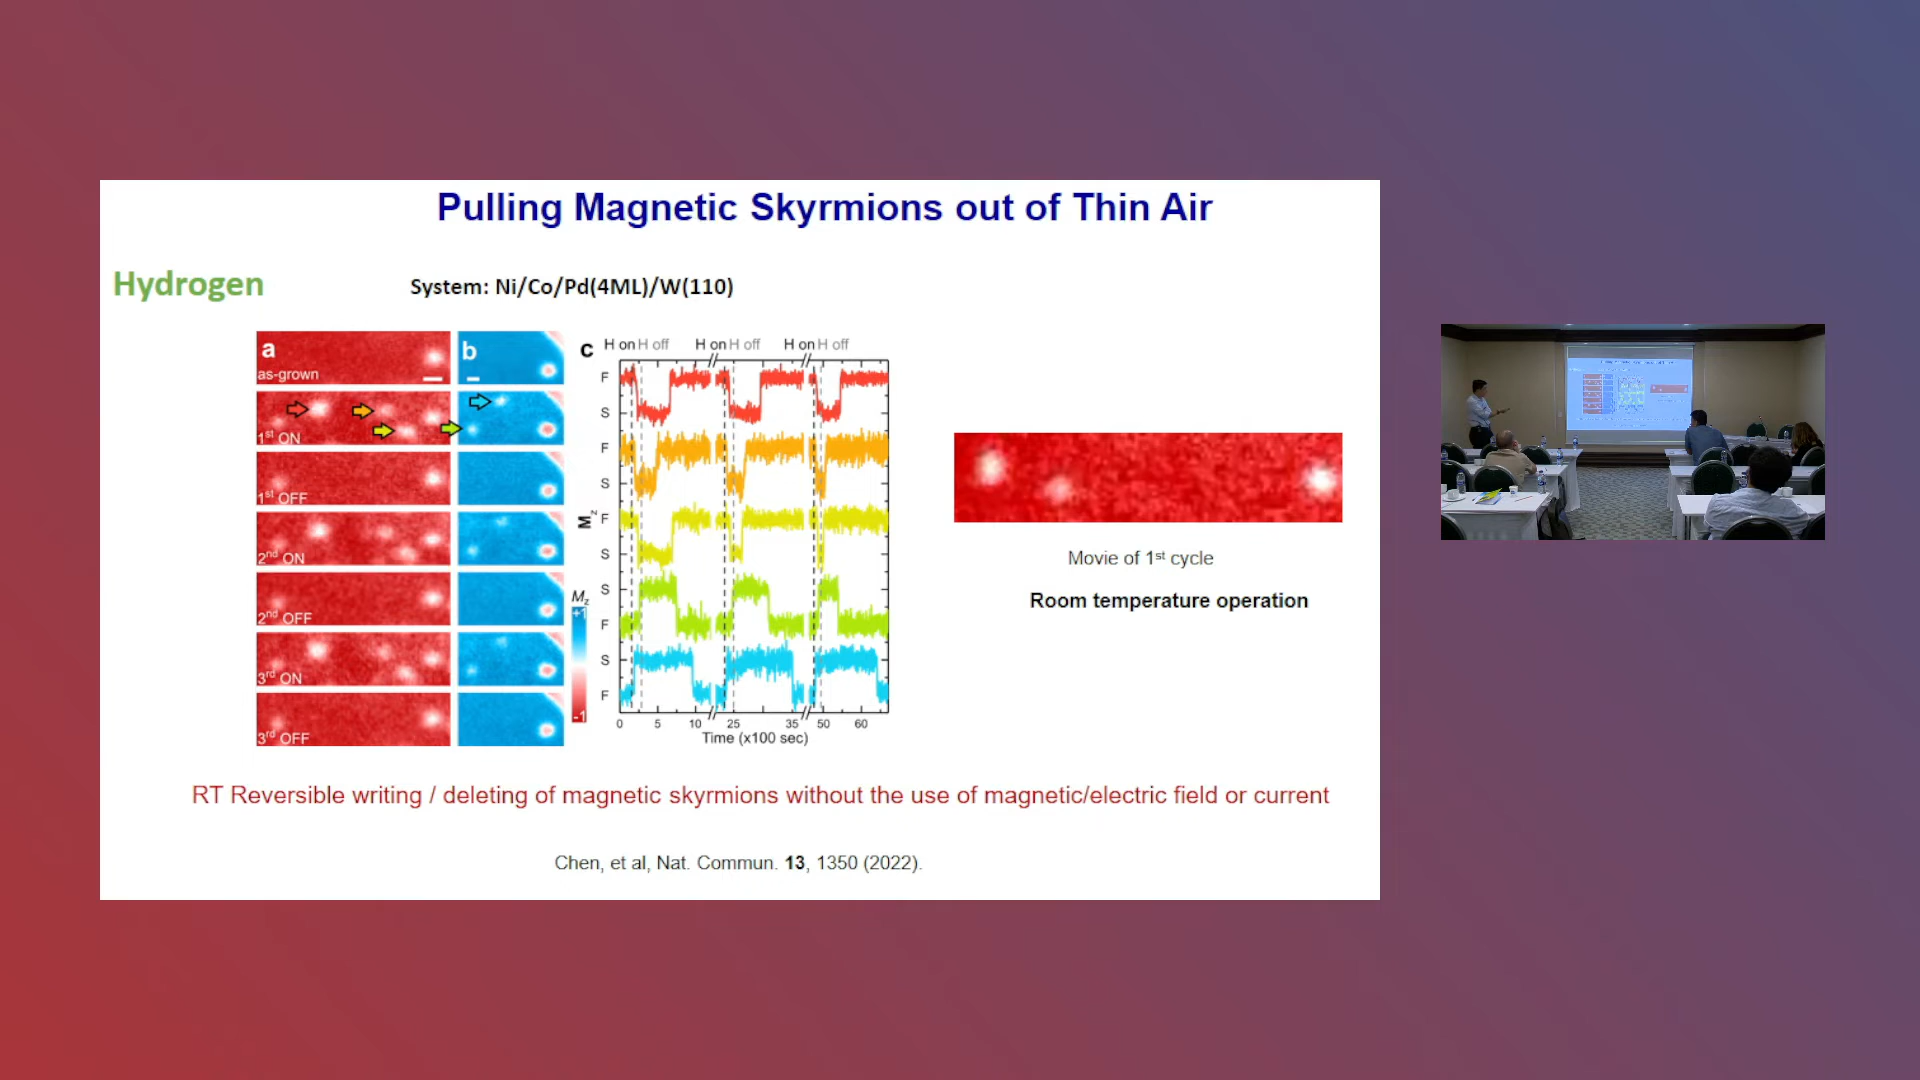 Pulling Magnetic Skyrmions out of Thin Air
Hydrogen
System: Ni/Co/Pd(4ML)/W(110)
a
as-grown
1st ON
1st OFF
2nd ON
2nd OFF
3rd ON
3rd OFF
b
Mz
+1
-1
c
H on H off H on H off H on H off
Mz
F
S
F
S
F
S
S
F
S
F
0 5 10 25 35 50 60
Time (x100 sec)
Movie of 1st cycle
Room temperature operation
RT Reversible writing / deleting of magnetic skyrmions without the use of magnetic/electric field or current
Chen, et al, Nat. Commun. 13, 1350 (2022).